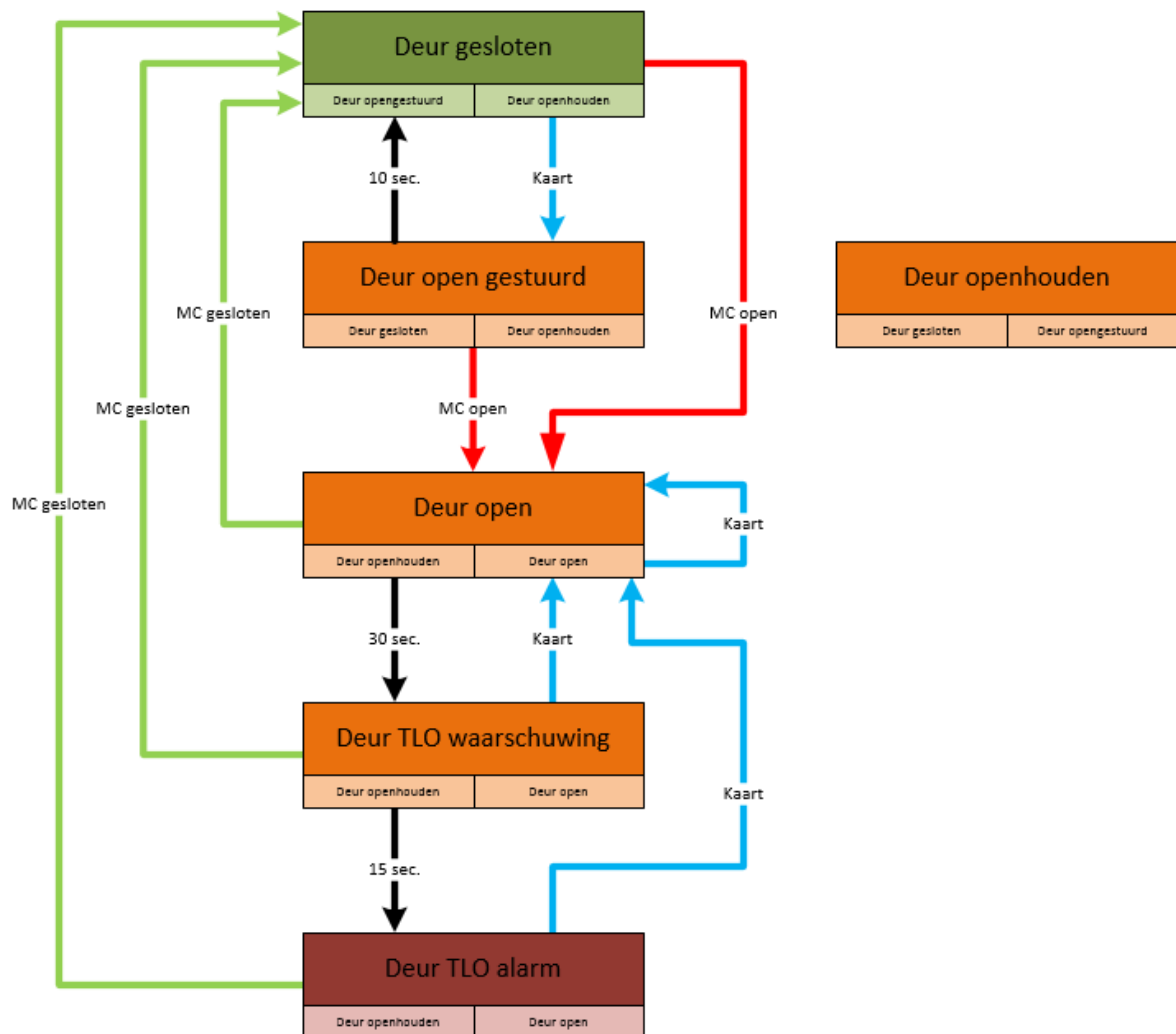 Deur gesloten
Deur opengestuurd
Deur openhouden
10 sec.
Kaart
Deur open gestuurd
Deur gesloten
Deur openhouden
Deur openhouden
Deur gesloten
Deur opengestuurd
MC gesloten
MC open
MC gesloten
MC open
MC gesloten
Deur open
Deur openhouden
Deur open
Kaart
30 sec.
Kaart
Deur TLO waarschuwing
Deur openhouden
Deur open
Kaart
15 sec.
Deur TLO alarm
Deur openhouden
Deur open